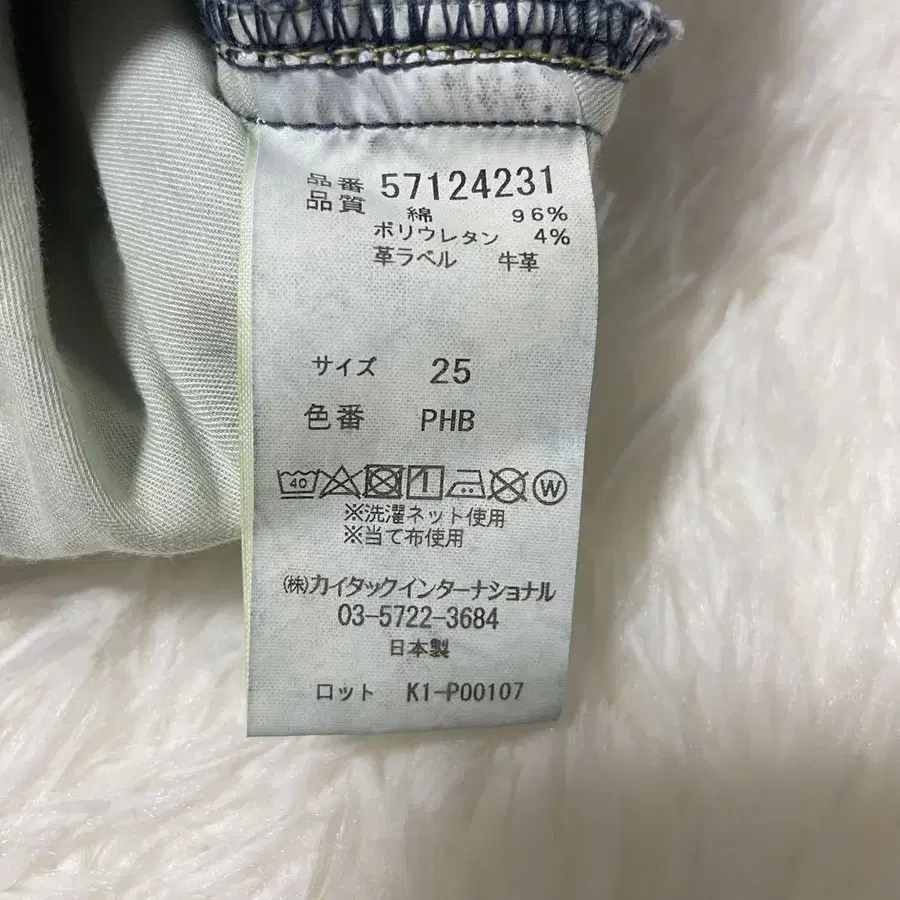 品番 57124231
品質 綿 96%
ポリウレタン 4%
革ラベル 牛革
サイズ 25
色番 PHB
40 W
※洗濯ネット使用
※当て布使用
㈱カイタックインターナショナル
03-5722-3684
日本製
ロット K1-P00107